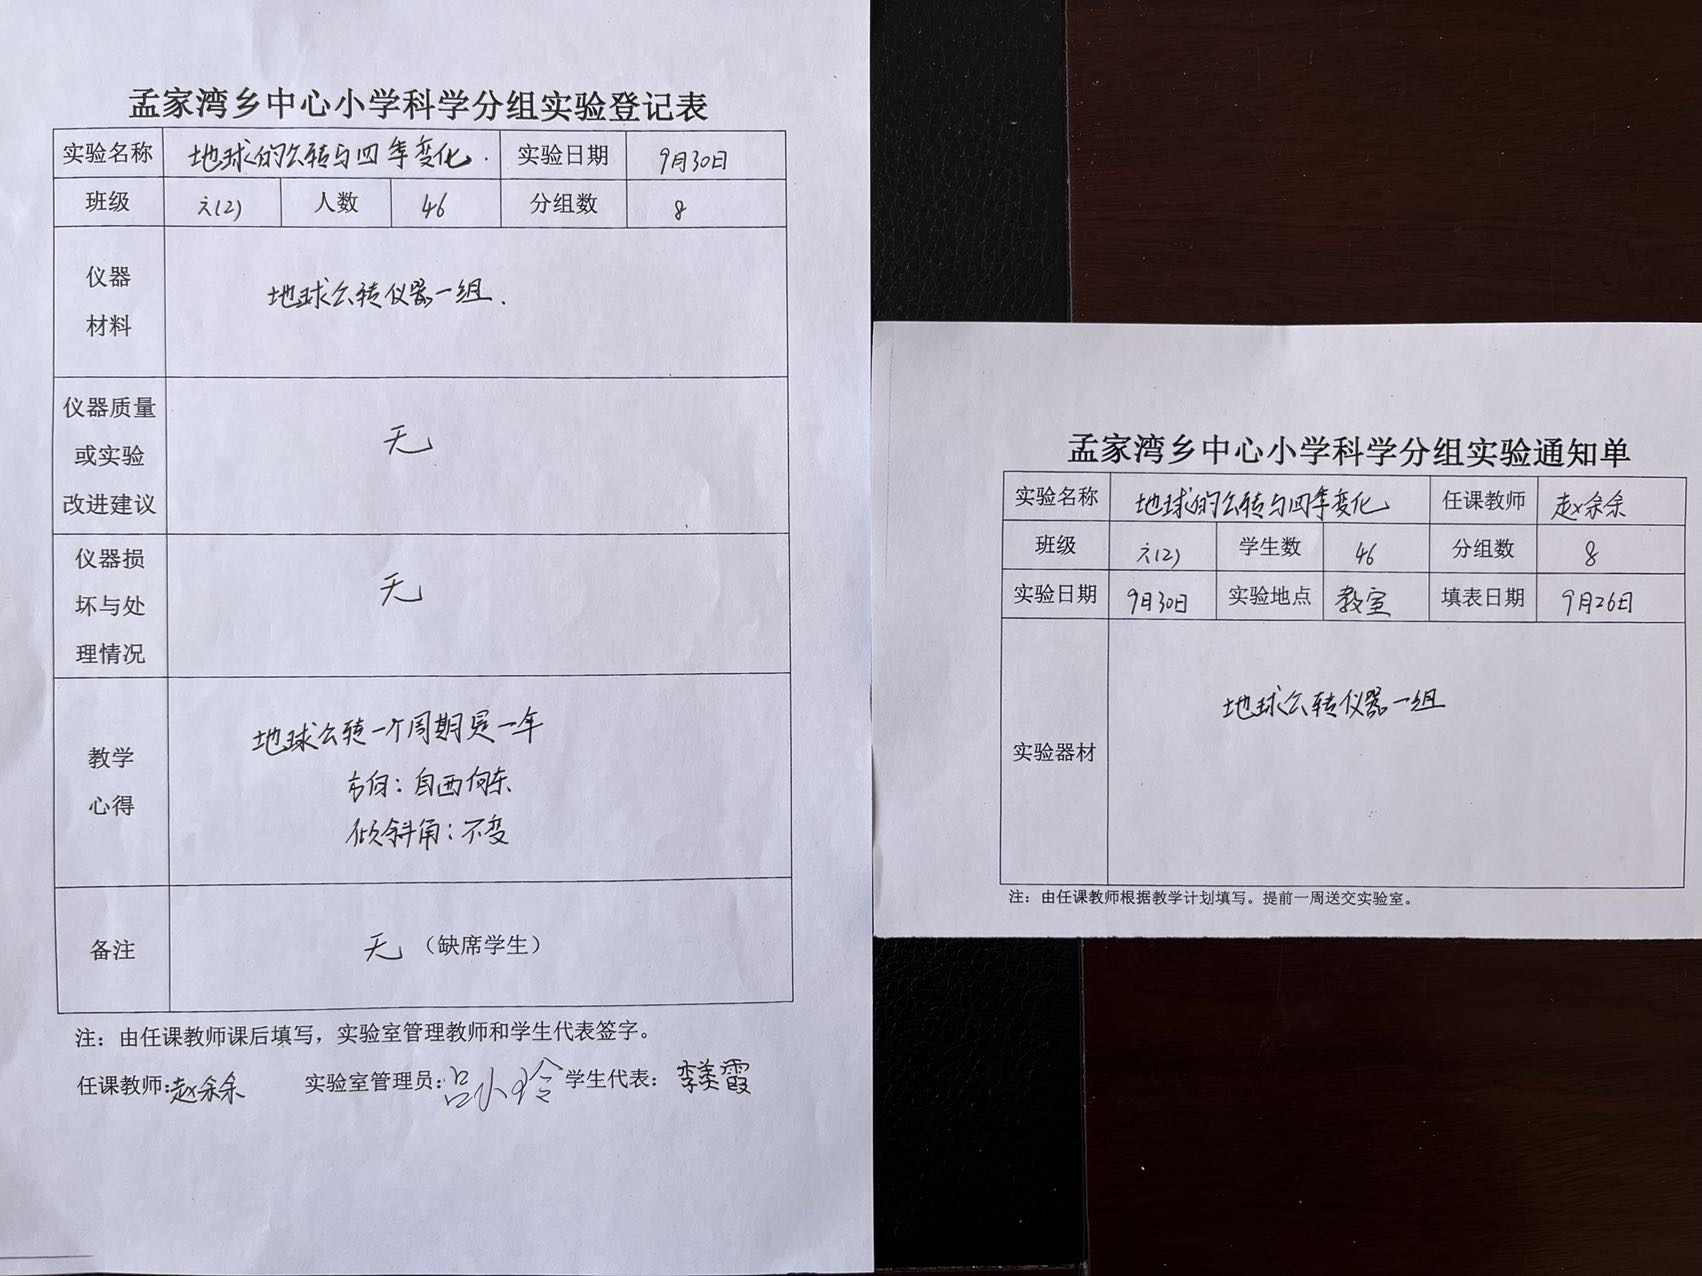 孟家湾乡中心小学科学分组实验登记表
实验名称 地球的公转与四季变化. 实验日期 9月30日
班级 六(2) 人数 46 分组数 8
仪器
材料
地球公转仪器一组.
仪器质量
或实验
改进建议
无
仪器损
坏与处
理情况
无
教学
心得
地球公转一个周期是一年
方向：自西向东
倾斜角：不变
备注 无（缺席学生）
注：由任课教师课后填写，实验室管理教师和学生代表签字。
任课教师:赵余余 实验室管理员:吕小玲 学生代表：李美霞
孟家湾乡中心小学科学分组实验通知单
实验名称 地球的公转与四季变化 任课教师 赵余余
班级 六(2) 学生数 46 分组数 8
实验日期 9月30日 实验地点 教室 填表日期 9月26日
实验器材 地球公转仪器一组
注：由任课教师根据教学计划填写。提前一周送交实验室。